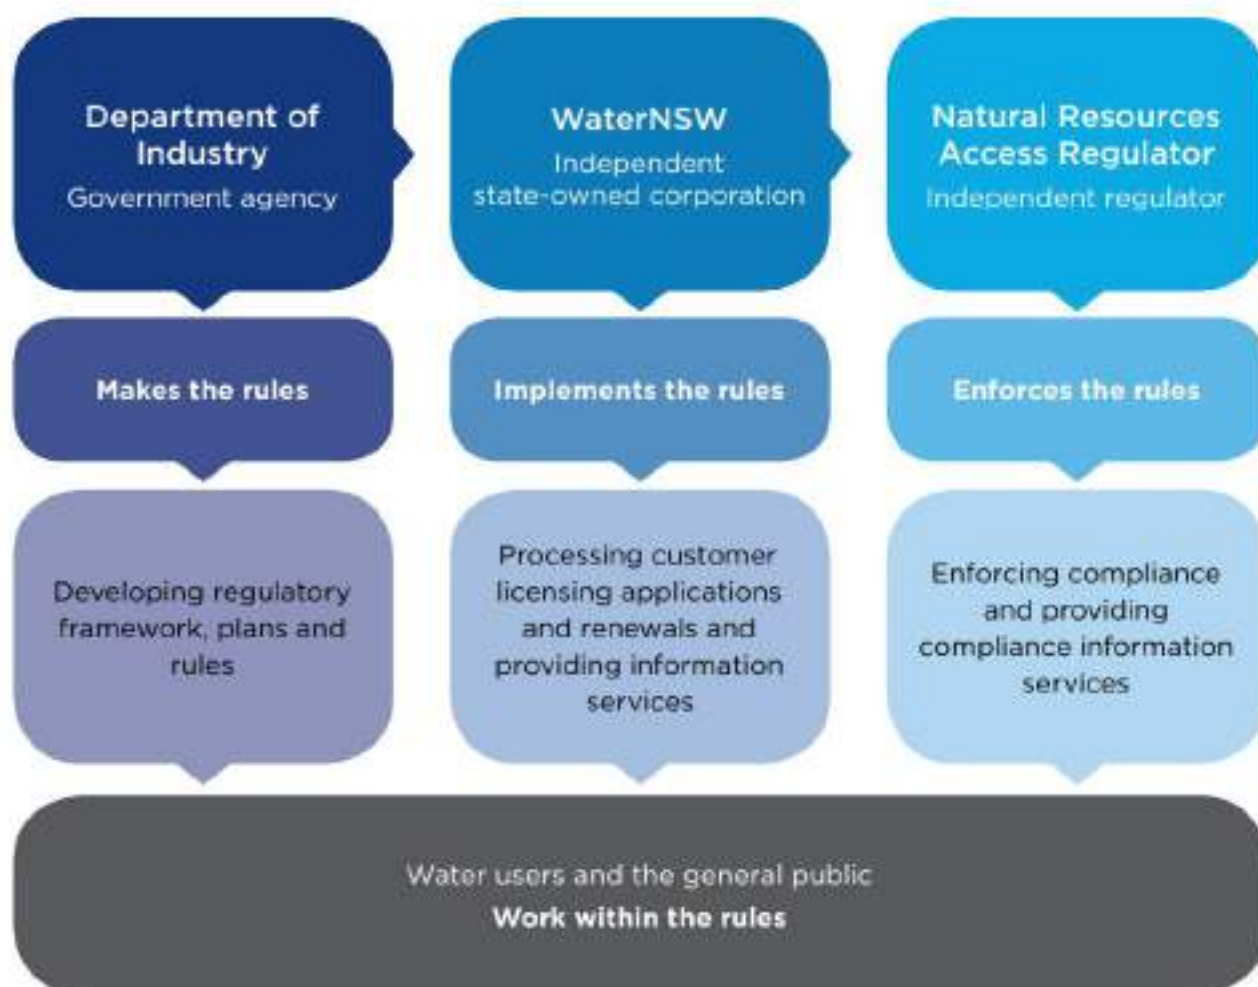 Department of
Industry
Government agency
WaterNSW
Independent
state-owned corporation
Natural Resources
Access Regulator
Independent regulator
Makes the rules
Implements the rules
Enforces the rules
Developing regulatory
framework, plans and
rules
Processing customer
licensing applications
and renewals and
providing information
services
Enforcing compliance
and providing
compliance information
services
Water users and the general public
Work within the rules